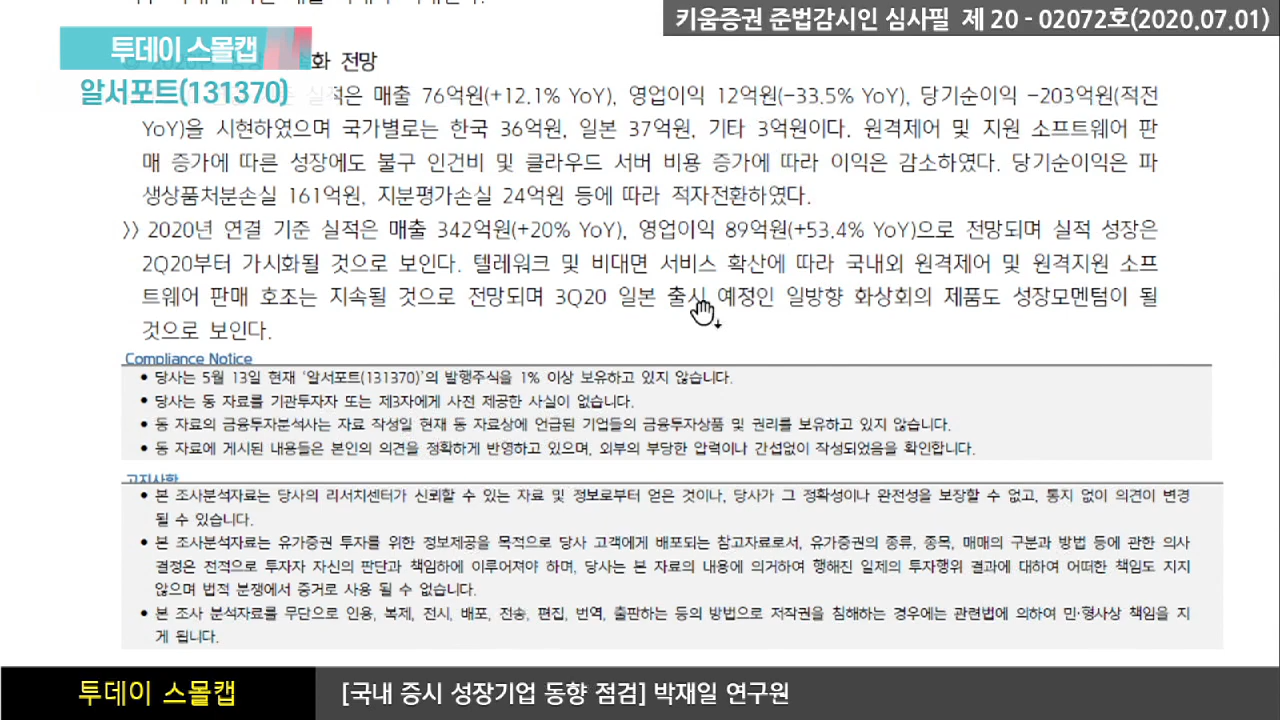 키움증권 준법감시인 심사필 제 20 - 02072호(2020.07.01)
투데이 스몰캡
화 전망
알서포트(131370)
실적은 매출 76억원(+12.1% YoY), 영업이익 12억원(-33.5% YoY), 당기순이익 -203억원(적전
YoY)을 시현하였으며 국가별로는 한국 36억원, 일본 37억원, 기타 3억원이다. 원격제어 및 지원 소프트웨어 판
매 증가에 따른 성장에도 불구 인건비 및 클라우드 서버 비용 증가에 따라 이익은 감소하였다. 당기순이익은 파
생상품처분손실 161억원, 지분평가손실 24억원 등에 따라 적자전환하였다.
>> 2020년 연결 기준 실적은 매출 342억원(+20% YoY), 영업이익 89억원(+53.4% YoY)으로 전망되며 실적 성장은
2Q20부터 가시화될 것으로 보인다. 텔레워크 및 비대면 서비스 확산에 따라 국내외 원격제어 및 원격지원 소프
트웨어 판매 호조는 지속될 것으로 전망되며 3Q20 일본 출시 예정인 일방향 화상회의 제품도 성장모멘텀이 될
것으로 보인다.
Compliance Notice
● 당사는 5월 13일 현재 '알서포트(131370)'의 발행주식을 1% 이상 보유하고 있지 않습니다.
● 당사는 동 자료를 기관투자자 또는 제3자에게 사전 제공한 사실이 없습니다.
● 동 자료의 금융투자분석사는 자료 작성일 현재 동 자료상에 언급된 기업들의 금융투자상품 및 권리를 보유하고 있지 않습니다.
● 동 자료에 게시된 내용들은 본인의 의견을 정확하게 반영하고 있으며, 외부의 부당한 압력이나 간섭없이 작성되었음을 확인합니다.
고지사항
● 본 조사분석자료는 당사의 리서치센터가 신뢰할 수 있는 자료 및 정보로부터 얻은 것이나, 당사가 그 정확성이나 완전성을 보장할 수 없고, 통지 없이 의견이 변경
될 수 있습니다.
● 본 조사분석자료는 유가증권 투자를 위한 정보제공을 목적으로 당사 고객에게 배포되는 참고자료로서, 유가증권의 종류, 종목, 매매의 구분과 방법 등에 관한 의사
결정은 전적으로 투자자 자신의 판단과 책임하에 이루어져야 하며, 당사는 본 자료의 내용에 의거하여 행해진 일체의 투자행위 결과에 대하여 어떠한 책임도 지지
않으며 법적 분쟁에서 증거로 사용 될 수 없습니다.
● 본 조사 분석자료를 무단으로 인용, 복제, 전시, 배포, 전송, 편집, 번역, 출판하는 등의 방법으로 저작권을 침해하는 경우에는 관련법에 의하여 민·형사상 책임을 지
게 됩니다.
투데이 스몰캡
[국내 증시 성장기업 동향 점검] 박재일 연구원